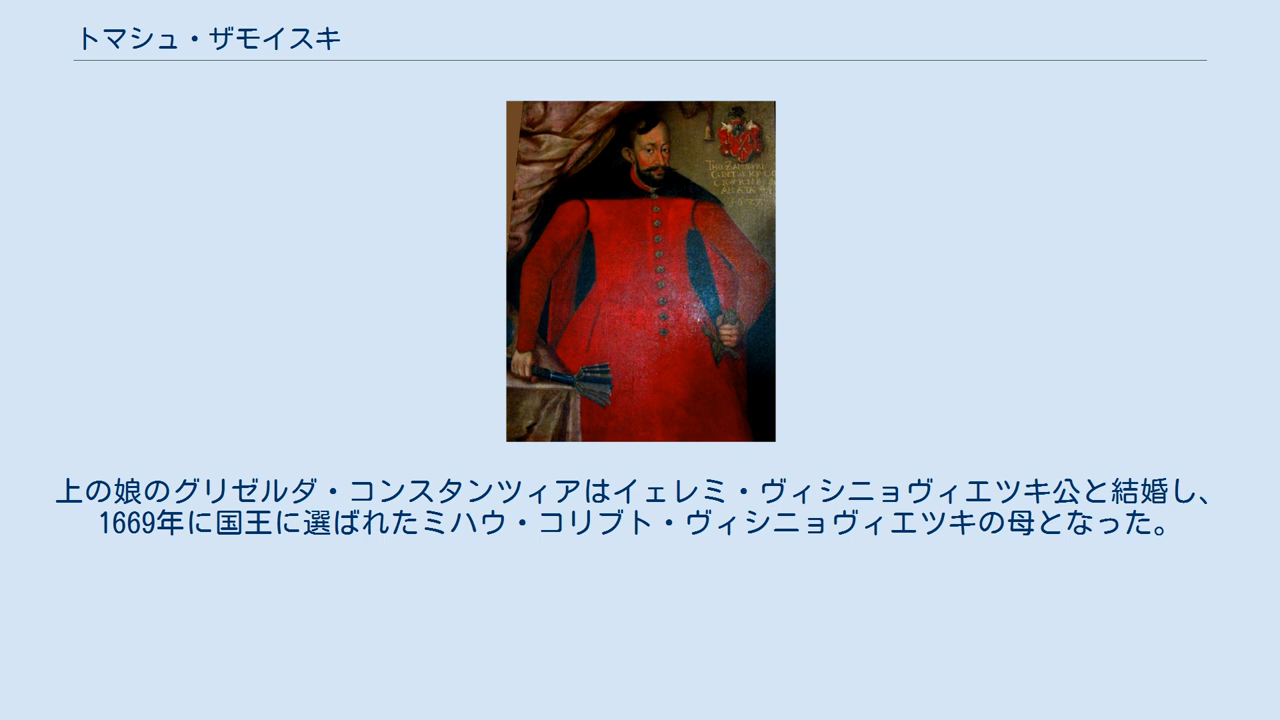 トマシュ・ザモイスキ
上の娘のグリゼルダ・コンスタンツィアはイェレミ・ヴィシニョヴィエツキ公と結婚し、
1669年に国王に選ばれたミハウ・コリブト・ヴィシニョヴィエツキの母となった。